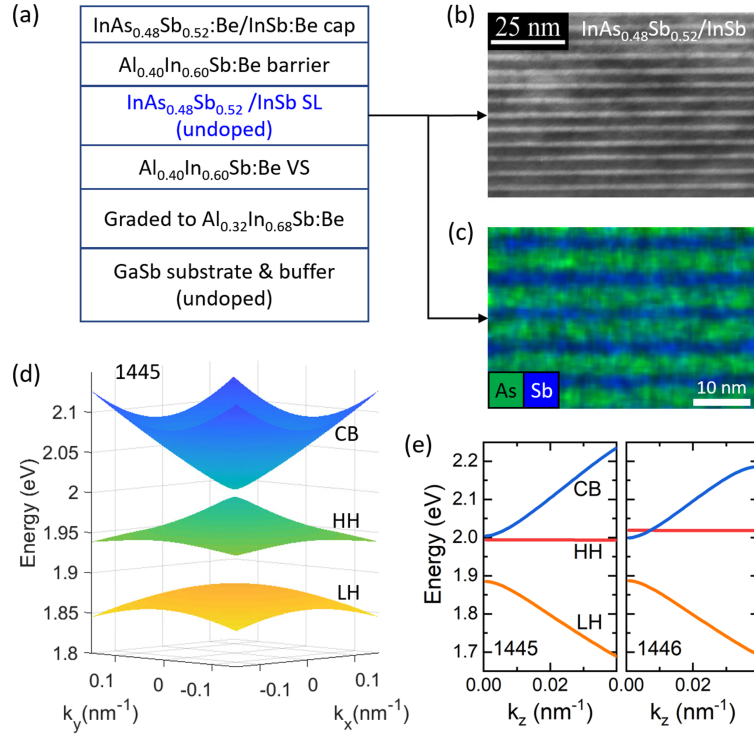 (a)
InAs0.48Sb0.52:Be/InSb:Be cap
Al0.40In0.60Sb:Be barrier
InAs0.48Sb0.52 /InSb SL
(undoped)
Al0.40In0.60Sb:Be VS
Graded to Al0.32In0.68Sb:Be
GaSb substrate & buffer
(undoped)
(b)
25 nm
InAs0.48Sb0.52/InSb
(c)
As
Sb
10 nm
(d)
1445
2.1
2.05
2
1.95
1.9
1.85
1.8
Energy (eV)
CB
HH
LH
0.1
0
-0.1
-0.1
0
0.1
ky(nm-1)
kx(nm-1)
(e)
2.2
2.1
2.0
1.9
1.8
1.7
Energy (eV)
CB
HH
LH
1445
1446
0.00
0.02
0.00
0.02
kz (nm-1)
kz (nm-1)